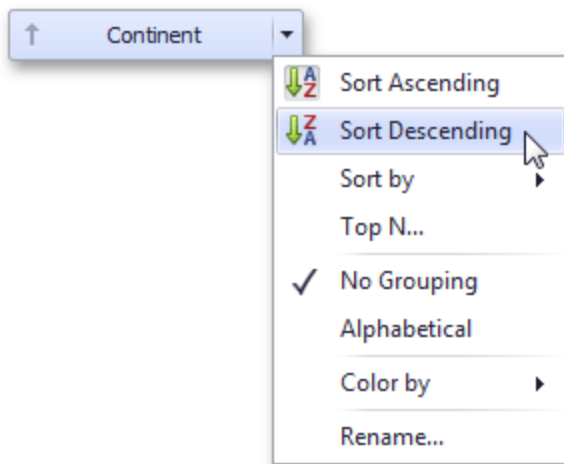 Continent
Sort Ascending
Sort Descending
Sort by
Top N...
No Grouping
Alphabetical
Color by
Rename...